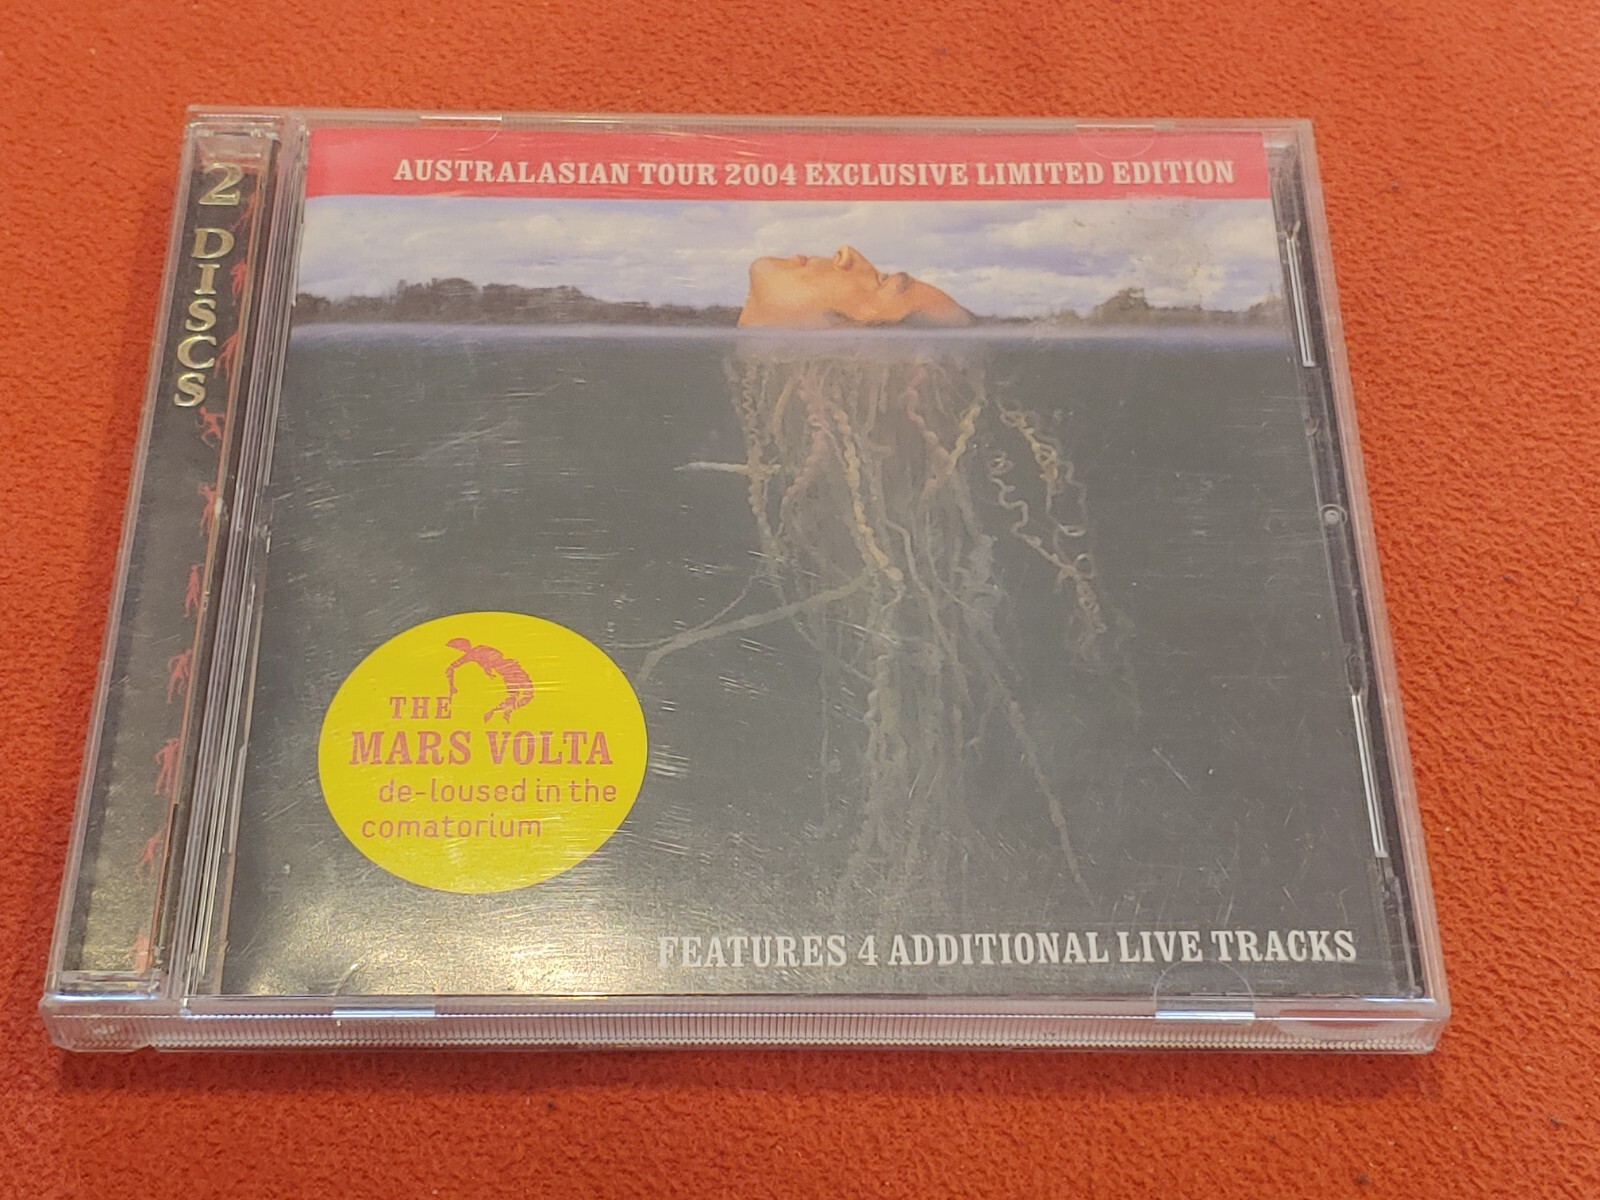 2 DISCS
AUSTRALASIAN TOUR 2004 EXCLUSIVE LIMITED EDITION
THE
MARS VOLTA
de-loused in the
comatorium
FEATURES 4 ADDITIONAL LIVE TRACKS